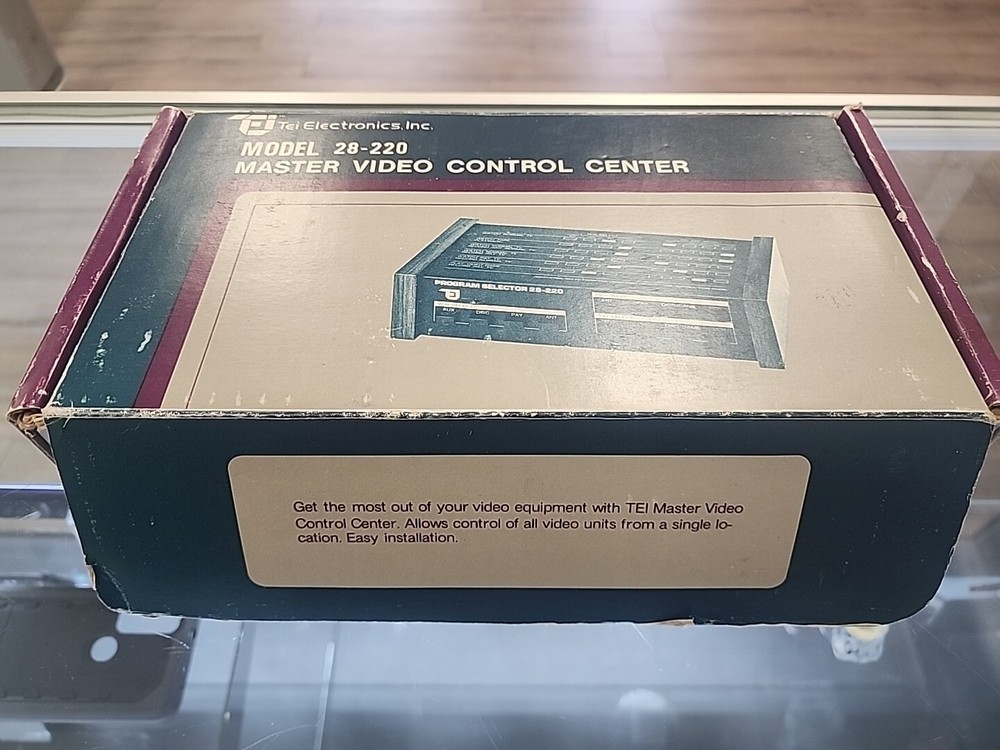 TEI Tei Electronics, Inc.
MODEL 28-220
MASTER VIDEO CONTROL CENTER
PROGRAM SELECTOR 28-220
AUX DISC PAY ANT
Get the most out of your video equipment with TEI Master Video
Control Center. Allows control of all video units from a single lo-
cation. Easy installation.